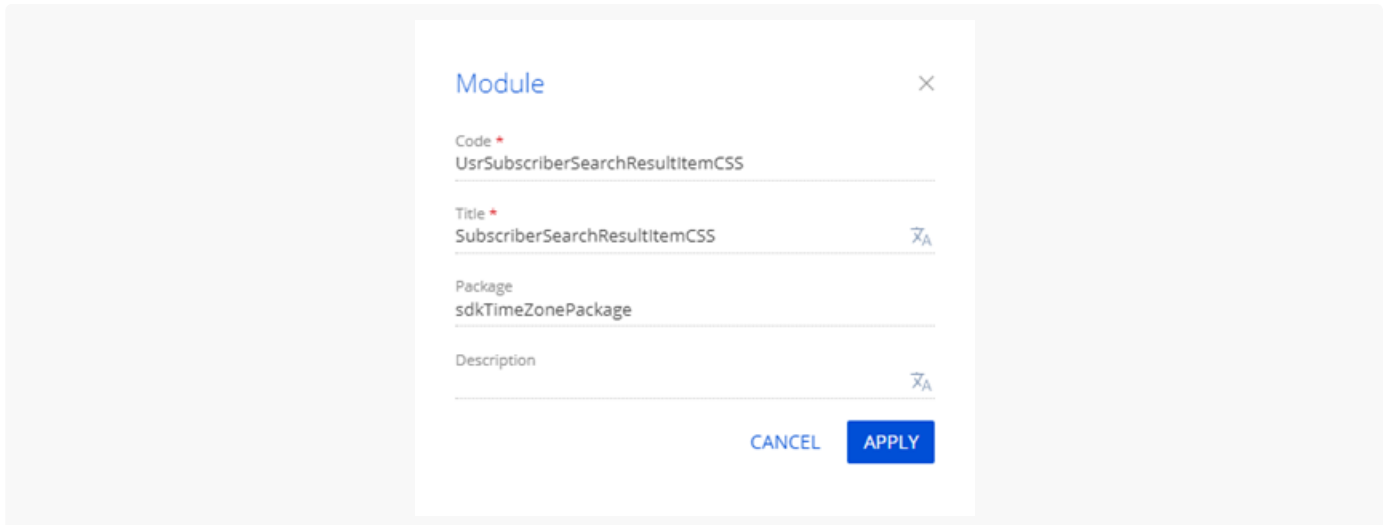 Module
Code *
UsrSubscriberSearchResultItemCSS
Title *
SubscriberSearchResultItemCSS
Package
sdkTimeZonePackage
Description
CANCEL APPLY